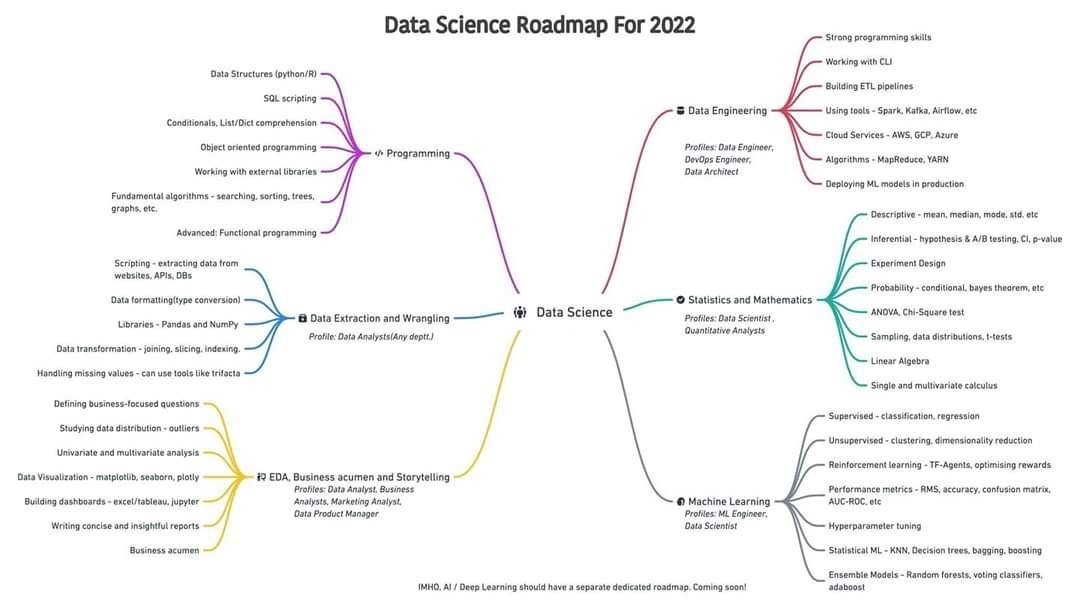 Data Science Roadmap For 2022
Data Structures (python/R)
SQL scripting
Conditionals, List/Dict comprehension
Object oriented programming
Working with external libraries
Fundamental algorithms - searching, sorting, trees,
graphs, etc.
Advanced: Functional programming
Programming
Scripting - extracting data from
websites, APIs, DBs
Data formatting(type conversion)
Libraries - Pandas and NumPy
Data transformation - joining, slicing, indexing.
Handling missing values - can use tools like trifacta
Data Extraction and Wrangling
Profile: Data Analysts(Any deptt.)
Defining business-focused questions
Studying data distribution - outliers
Univariate and multivariate analysis
Data Visualization - matplotlib, seaborn, plotly
Building dashboards - excel/tableau, jupyter
Writing concise and insightful reports
Business acumen
EDA, Business acumen and Storytelling
Profiles: Data Analyst, Business
Analysts, Marketing Analyst,
Data Product Manager
Data Science
Data Engineering
Profiles: Data Engineer,
DevOps Engineer,
Data Architect
Strong programming skills
Working with CLI
Building ETL pipelines
Using tools - Spark, Kafka, Airflow, etc
Cloud Services - AWS, GCP, Azure
Algorithms - MapReduce, YARN
Deploying ML models in production
Statistics and Mathematics
Profiles: Data Scientist ,
Quantitative Analysts
Descriptive - mean, median, mode, std. etc
Inferential - hypothesis & A/B testing, CI, p-value
Experiment Design
Probability - conditional, bayes theorem, etc
ANOVA, Chi-Square test
Sampling, data distributions, t-tests
Linear Algebra
Single and multivariate calculus
Machine Learning
Profiles: ML Engineer,
Data Scientist
Supervised - classification, regression
Unsupervised - clustering, dimensionality reduction
Reinforcement learning - TF-Agents, optimising rewards
Performance metrics - RMS, accuracy, confusion matrix,
AUC-ROC, etc
Hyperparameter tuning
Statistical ML - KNN, Decision trees, bagging, boosting
Ensemble Models - Random forests, voting classifiers,
adaboost
IMHO, AI / Deep Learning should have a separate dedicated roadmap. Coming soon!